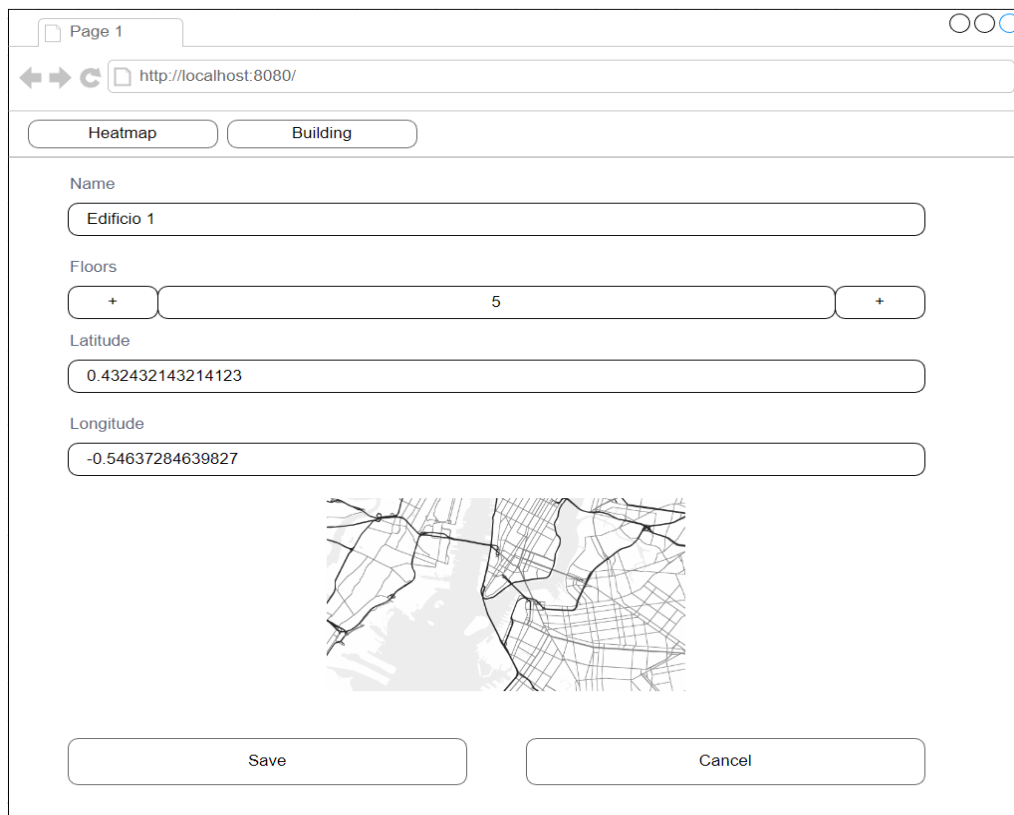 Page 1
http://localhost:8080/
Heatmap Building
Name
Edificio 1
Floors
+ 5 +
Latitude
0.432432143214123
Longitude
-0.54637284639827
Save Cancel